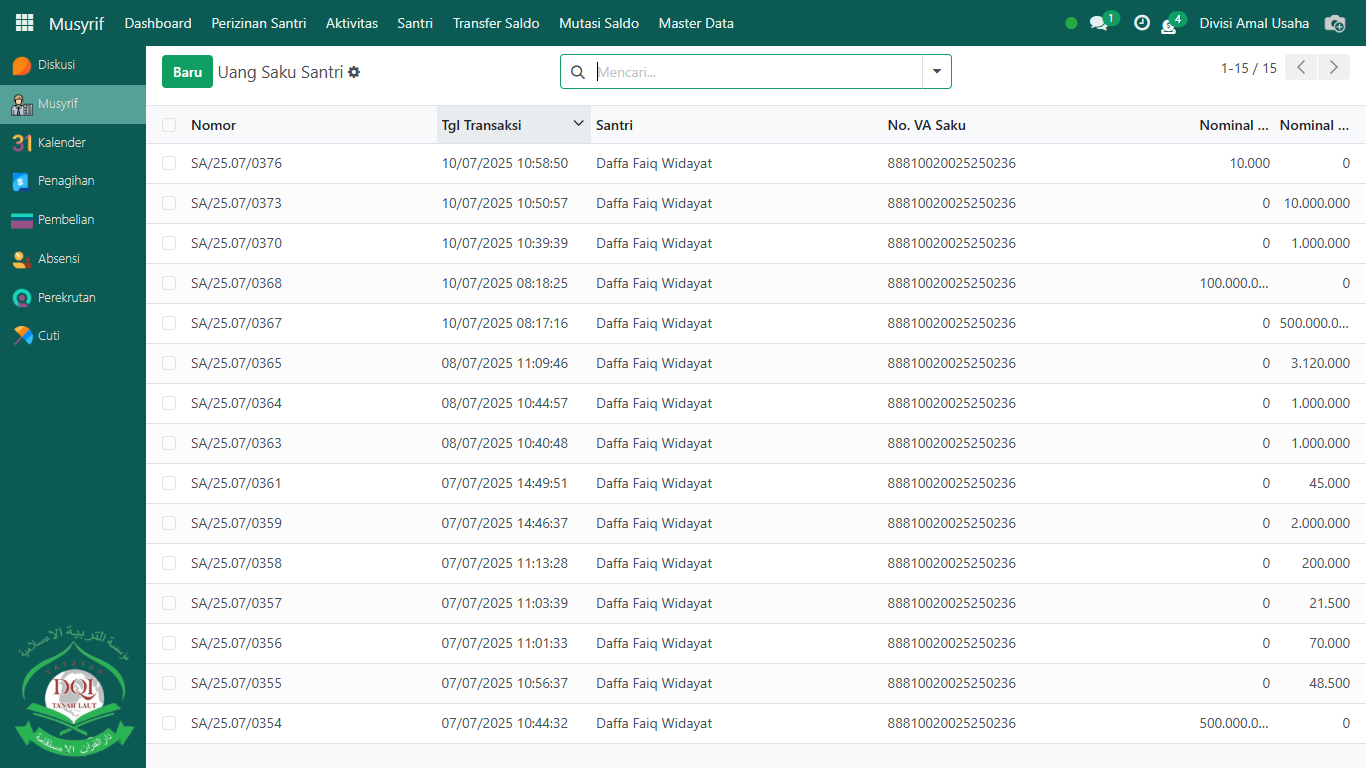 Musyrif Dashboard Perizinan Santri Aktivitas Santri Transfer Saldo Mutasi Saldo Master Data 1 4 Divisi Amal Usaha
Diskusi
Musyrif
31 Kalender
Penagihan
Pembelian
Absensi
Perekrutan
Cuti
Baru Uang Saku Santri Mencari... 1-15 / 15
Nomor Tgl Transaksi Santri No. VA Saku Nominal ... Nominal ...
SA/25.07/0376 10/07/2025 10:58:50 Daffa Faiq Widayat 88810020025250236 10.000 0
SA/25.07/0373 10/07/2025 10:50:57 Daffa Faiq Widayat 88810020025250236 0 10.000.000
SA/25.07/0370 10/07/2025 10:39:39 Daffa Faiq Widayat 88810020025250236 0 1.000.000
SA/25.07/0368 10/07/2025 08:18:25 Daffa Faiq Widayat 88810020025250236 100.000.0... 0
SA/25.07/0367 10/07/2025 08:17:16 Daffa Faiq Widayat 88810020025250236 0 500.000.0...
SA/25.07/0365 08/07/2025 11:09:46 Daffa Faiq Widayat 88810020025250236 0 3.120.000
SA/25.07/0364 08/07/2025 10:44:57 Daffa Faiq Widayat 88810020025250236 0 1.000.000
SA/25.07/0363 08/07/2025 10:40:48 Daffa Faiq Widayat 88810020025250236 0 1.000.000
SA/25.07/0361 07/07/2025 14:49:51 Daffa Faiq Widayat 88810020025250236 0 45.000
SA/25.07/0359 07/07/2025 14:46:37 Daffa Faiq Widayat 88810020025250236 0 2.000.000
SA/25.07/0358 07/07/2025 11:13:28 Daffa Faiq Widayat 88810020025250236 0 200.000
SA/25.07/0357 07/07/2025 11:03:39 Daffa Faiq Widayat 88810020025250236 0 21.500
SA/25.07/0356 07/07/2025 11:01:33 Daffa Faiq Widayat 88810020025250236 0 70.000
SA/25.07/0355 07/07/2025 10:56:37 Daffa Faiq Widayat 88810020025250236 0 48.500
SA/25.07/0354 07/07/2025 10:44:32 Daffa Faiq Widayat 88810020025250236 500.000.0... 0
مؤسسة التربية الإسلامية
YAYASAN
DQI
TANAH LAUT
دار القرآن الاستقامة